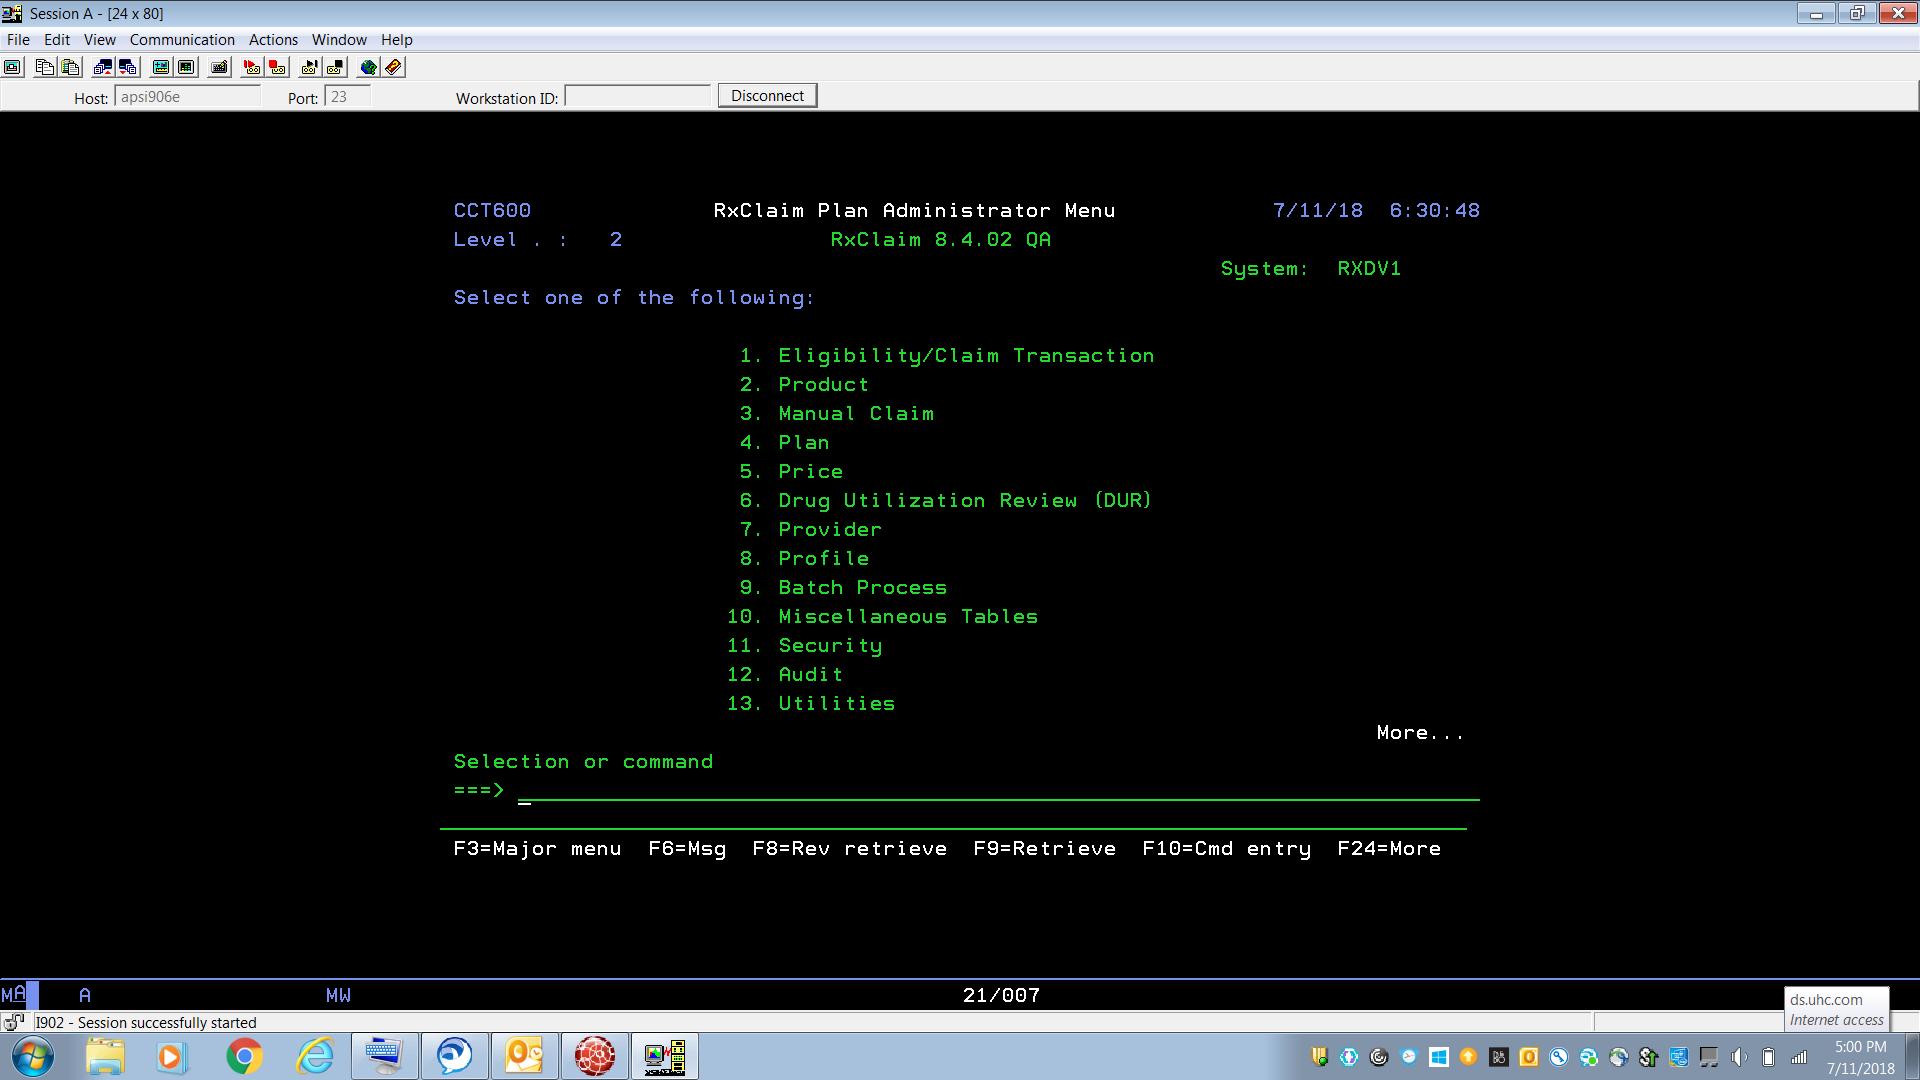 Session A - [24 x 80]
File Edit View Communication Actions Window Help
Host: apsi906e Port: 23 Workstation ID: Disconnect
CCT600 RxClaim Plan Administrator Menu 7/11/18 6:30:48
Level . : 2 RxClaim 8.4.02 QA
System: RXDV1
Select one of the following:
1. Eligibility/Claim Transaction
2. Product
3. Manual Claim
4. Plan
5. Price
6. Drug Utilization Review (DUR)
7. Provider
8. Profile
9. Batch Process
10. Miscellaneous Tables
11. Security
12. Audit
13. Utilities
More...
Selection or command
===>
F3=Major menu F6=Msg F8=Rev retrieve F9=Retrieve F10=Cmd entry F24=More
MA A MW 21/007
ds.uhc.com
Internet access
I902 - Session successfully started
5:00 PM
7/11/2018